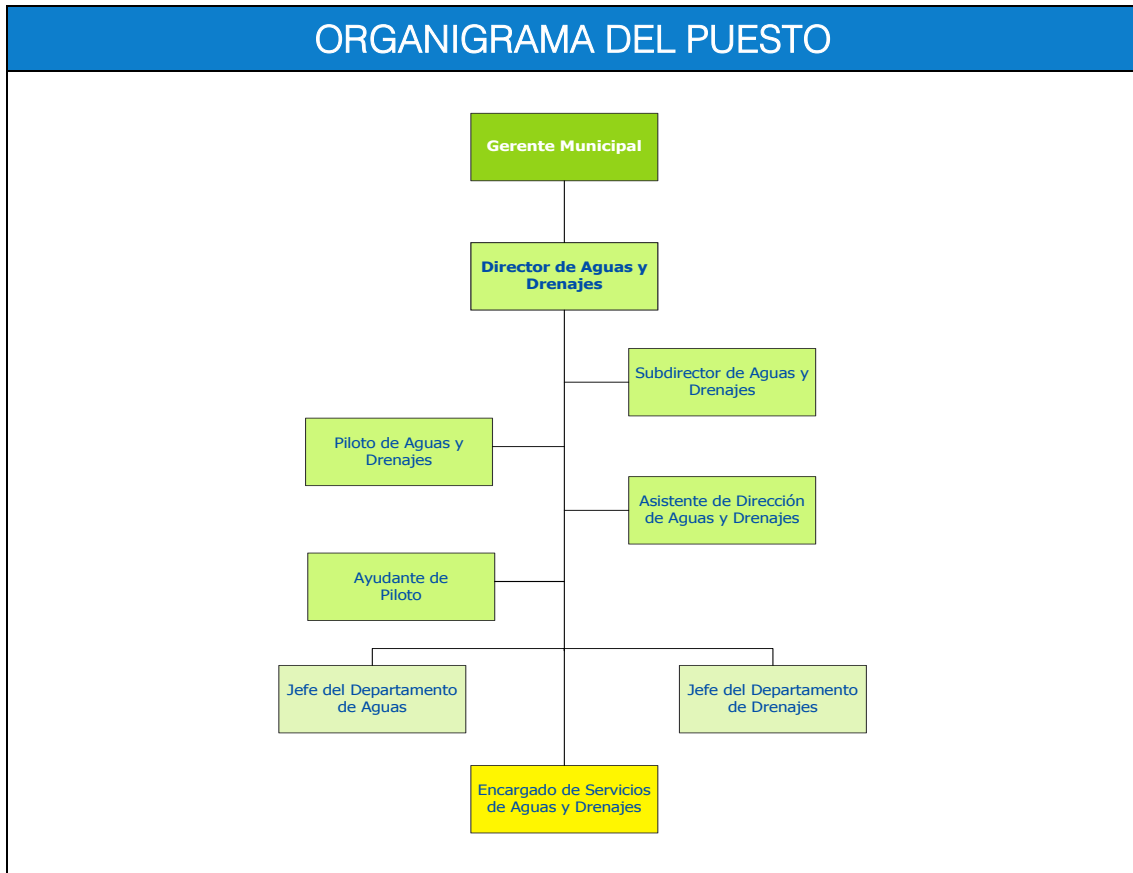 ORGANIGRAMA DEL PUESTO
Gerente Municipal
Director de Aguas y
Drenajes
Subdirector de Aguas y
Drenajes
Piloto de Aguas y
Drenajes
Asistente de Dirección
de Aguas y Drenajes
Ayudante de
Piloto
Jefe del Departamento
de Aguas
Jefe del Departamento
de Drenajes
Encargado de Servicios
de Aguas y Drenajes